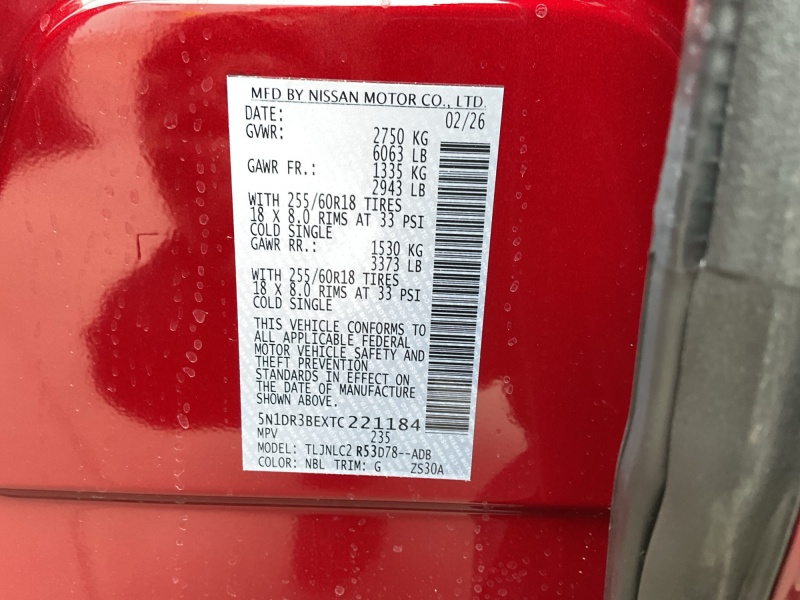 MFD BY NISSAN MOTOR CO., LTD.
DATE: 02/26
GVWR: 2750 KG
6063 LB
GAWR FR.: 1335 KG
2943 LB
WITH 255/60R18 TIRES
18 X 8.0 RIMS AT 33 PSI
COLD SINGLE
GAWR RR.: 1530 KG
3373 LB
WITH 255/60R18 TIRES
18 X 8.0 RIMS AT 33 PSI
COLD SINGLE
THIS VEHICLE CONFORMS TO
ALL APPLICABLE FEDERAL
MOTOR VEHICLE SAFETY AND
THEFT PREVENTION
STANDARDS IN EFFECT ON
THE DATE OF MANUFACTURE
SHOWN ABOVE.
5N1DR3BEXTC221184
MPV 235
MODEL: TLJNLC2 R53D78--ADB
COLOR: NBL TRIM: G ZS30A